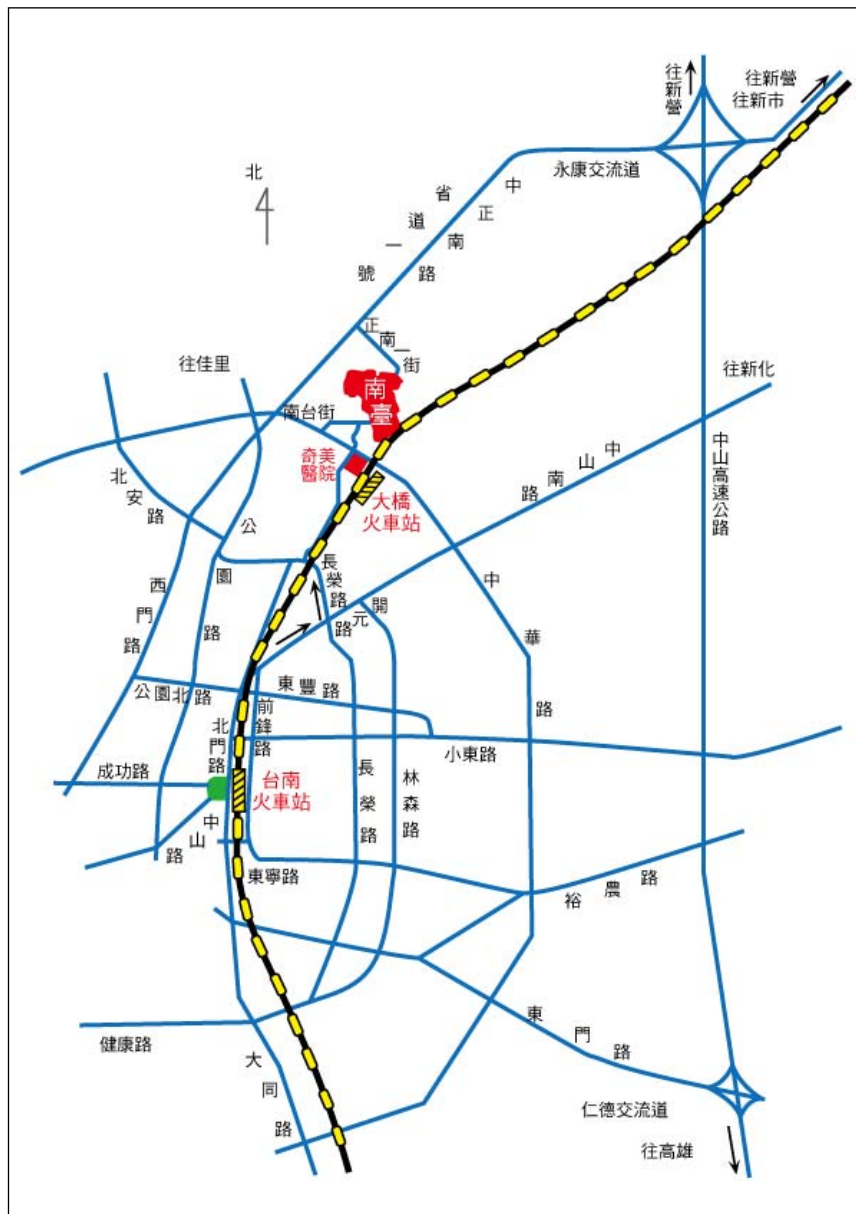 往新營
往新營
往新市
永康交流道
北
省道一號
中正南路
正南一街
往佳里
南臺
南台街
往新化
奇美
醫院
大橋
火車站
中山南路
中山高速公路
北安路
公園路
西門路
長榮路
開元路
中華路
公園北路
東豐路
北門路
前鋒路
小東路
成功路
台南
火車站
長榮路
林森路
中山路
東寧路
裕農路
東門路
健康路
大同路
仁德交流道
往高雄